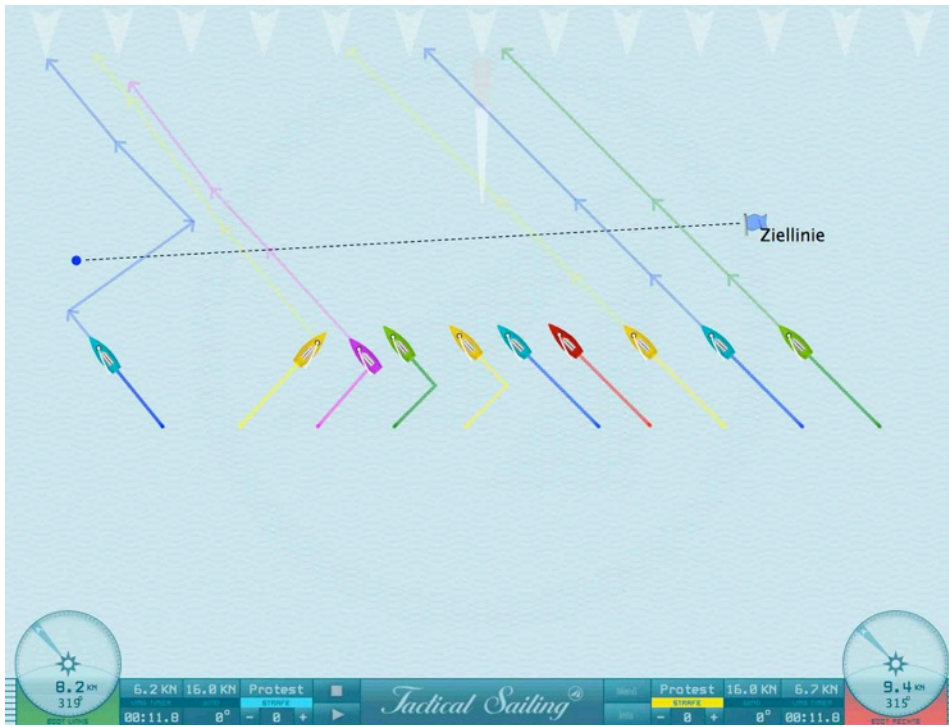 Ziellinie
8.2 KN
319°
6.2 KN 16.0 KN Protest
STRAFE
00:11.8 0° - 0 +
Tactical Sailing
Protest 16.0 KN 6.7 KN
STRAFE
- 0 + 0° 00:11.8
9.4 KN
315°